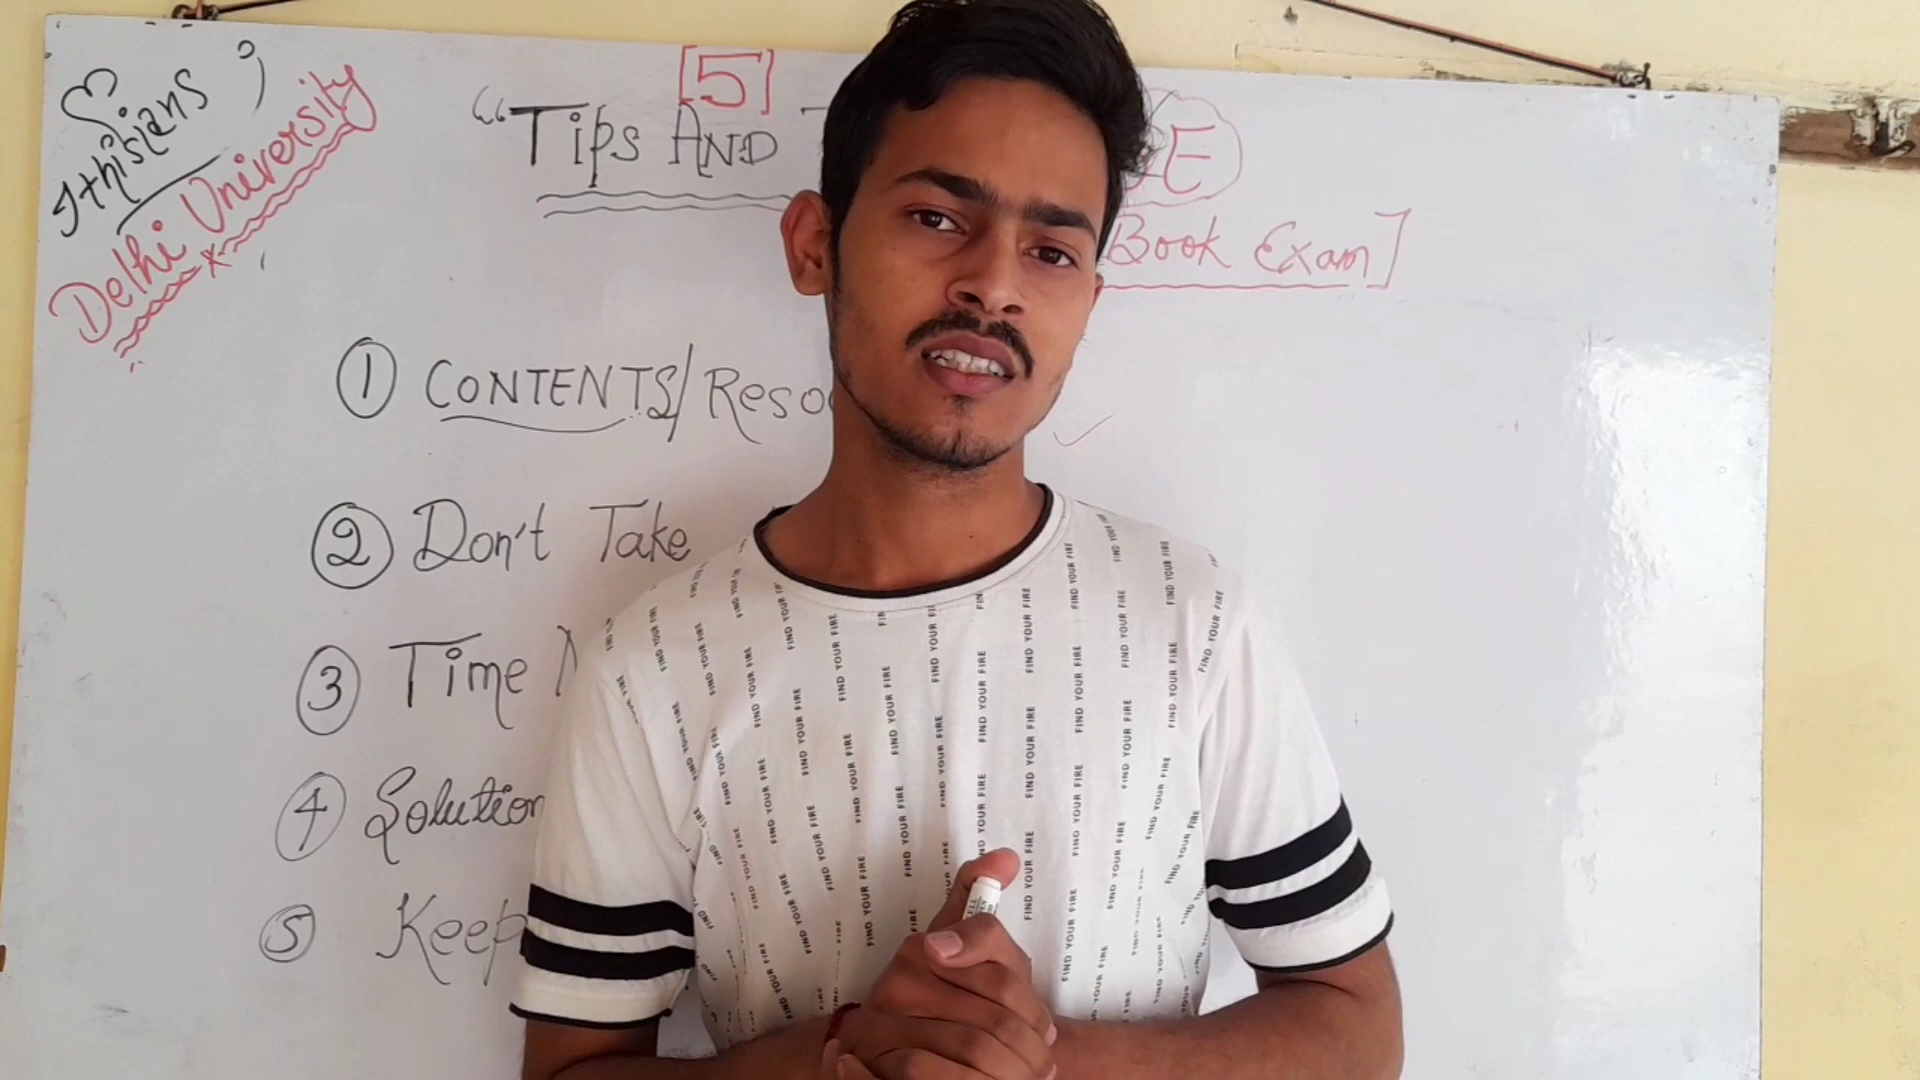 Ithisians
Delhi University
[5]
"Tips AND
Book Exam]
① CONTENTS/Reso
② Don't Take
③ Time
④ Solution
⑤ Keep
FIND YOUR FIRE